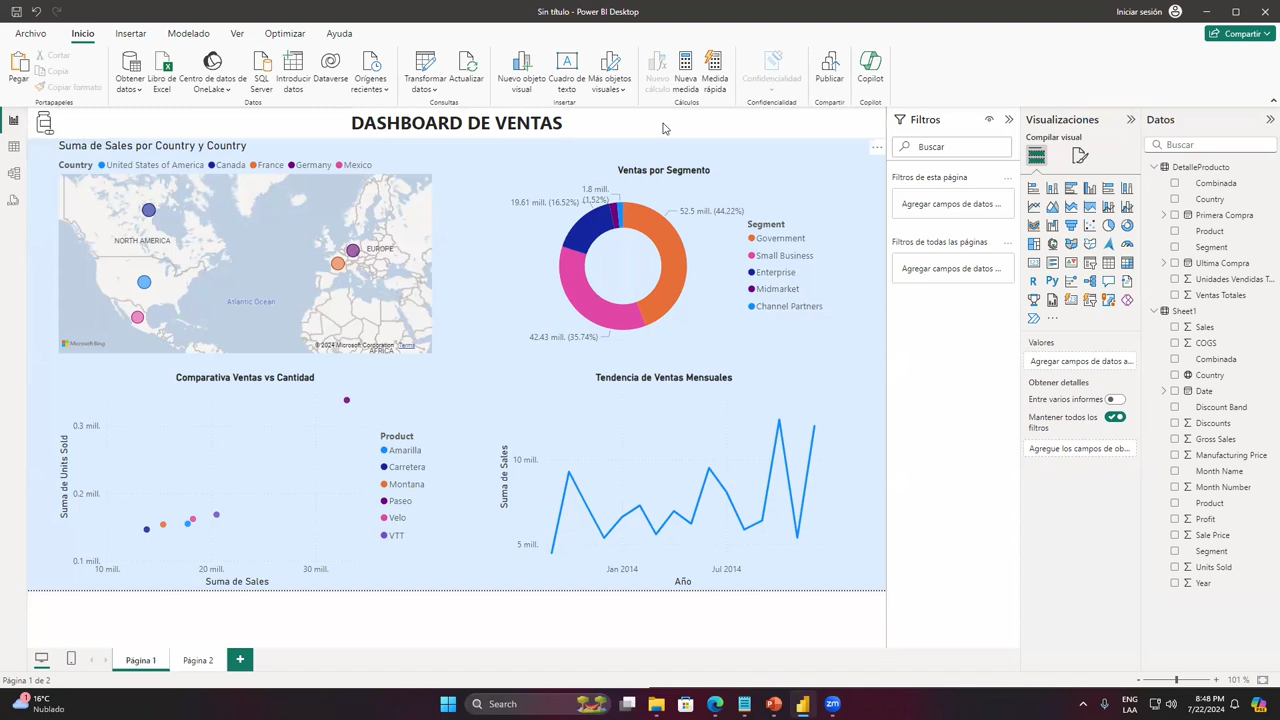 Sin título - Power BI Desktop
Iniciar sesión
Archivo Inicio Insertar Modelado Ver Optimizar Ayuda
Compartir
Pegar
Cortar
Copia
Copiar formato
Portapapeles
Obtener datos
Libro de Excel
Centro de datos de OneLake
SQL Server
Introducir datos
Dataverse
Orígenes recientes
Datos
Transformar datos
Actualizar
Consultas
Nuevo objeto visual
Cuadro de texto
Más objetos visuales
Insertar
Nuevo cálculo
Nueva medida
Medida rápida
Cálculos
Confidencialidad
Confidencialidad
Publicar
Compartir
Copilot
Copilot
DASHBOARD DE VENTAS
Suma de Sales por Country y Country
Country United States of America Canada France Germany Mexico
NORTH AMERICA
EUROPE
Atlantic Ocean
AFRICA
Microsoft Bing
© 2024 Microsoft Corporation Terms
Ventas por Segmento
1.8 mill.
(1.52%)
19.61 mill. (16.52%)
52.5 mill. (44.22%)
42.43 mill. (35.74%)
Segment
Government
Small Business
Enterprise
Midmarket
Channel Partners
Comparativa Ventas vs Cantidad
Suma de Units Sold
0.3 mill.
0.2 mill.
0.1 mill.
10 mill.
20 mill.
30 mill.
Suma de Sales
Product
Amarilla
Carretera
Montana
Paseo
Velo
VTT
Tendencia de Ventas Mensuales
Suma de Sales
10 mill.
5 mill.
Jan 2014
Jul 2014
Año
Filtros
Buscar
Filtros de esta página
Agregar campos de datos ...
Filtros de todas las páginas
Agregar campos de datos ...
Visualizaciones
Compilar visual
R
Py
Valores
Agregar campos de datos a...
Obtener detalles
Entre varios informes
Mantener todos los filtros
Agregue los campos de ob...
Datos
Buscar
DetalleProducto
Combinada
Country
Primera Compra
Product
Segment
Ultima Compra
Unidades Vendidas T...
Ventas Totales
Sheet1
Sales
COGS
Combinada
Country
Date
Discount Band
Discounts
Gross Sales
Manufacturing Price
Month Name
Month Number
Product
Profit
Sale Price
Segment
Units Sold
Year
Página 1
Página 2
Página 1 de 2
101 %
1
16°C
Nublado
Search
zm
ENG
LAA
8:48 PM
7/22/2024